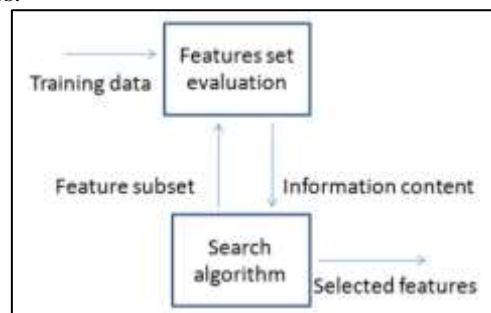 Features set
evaluation
Training data
Feature subset
Information content
Search
algorithm
Selected features